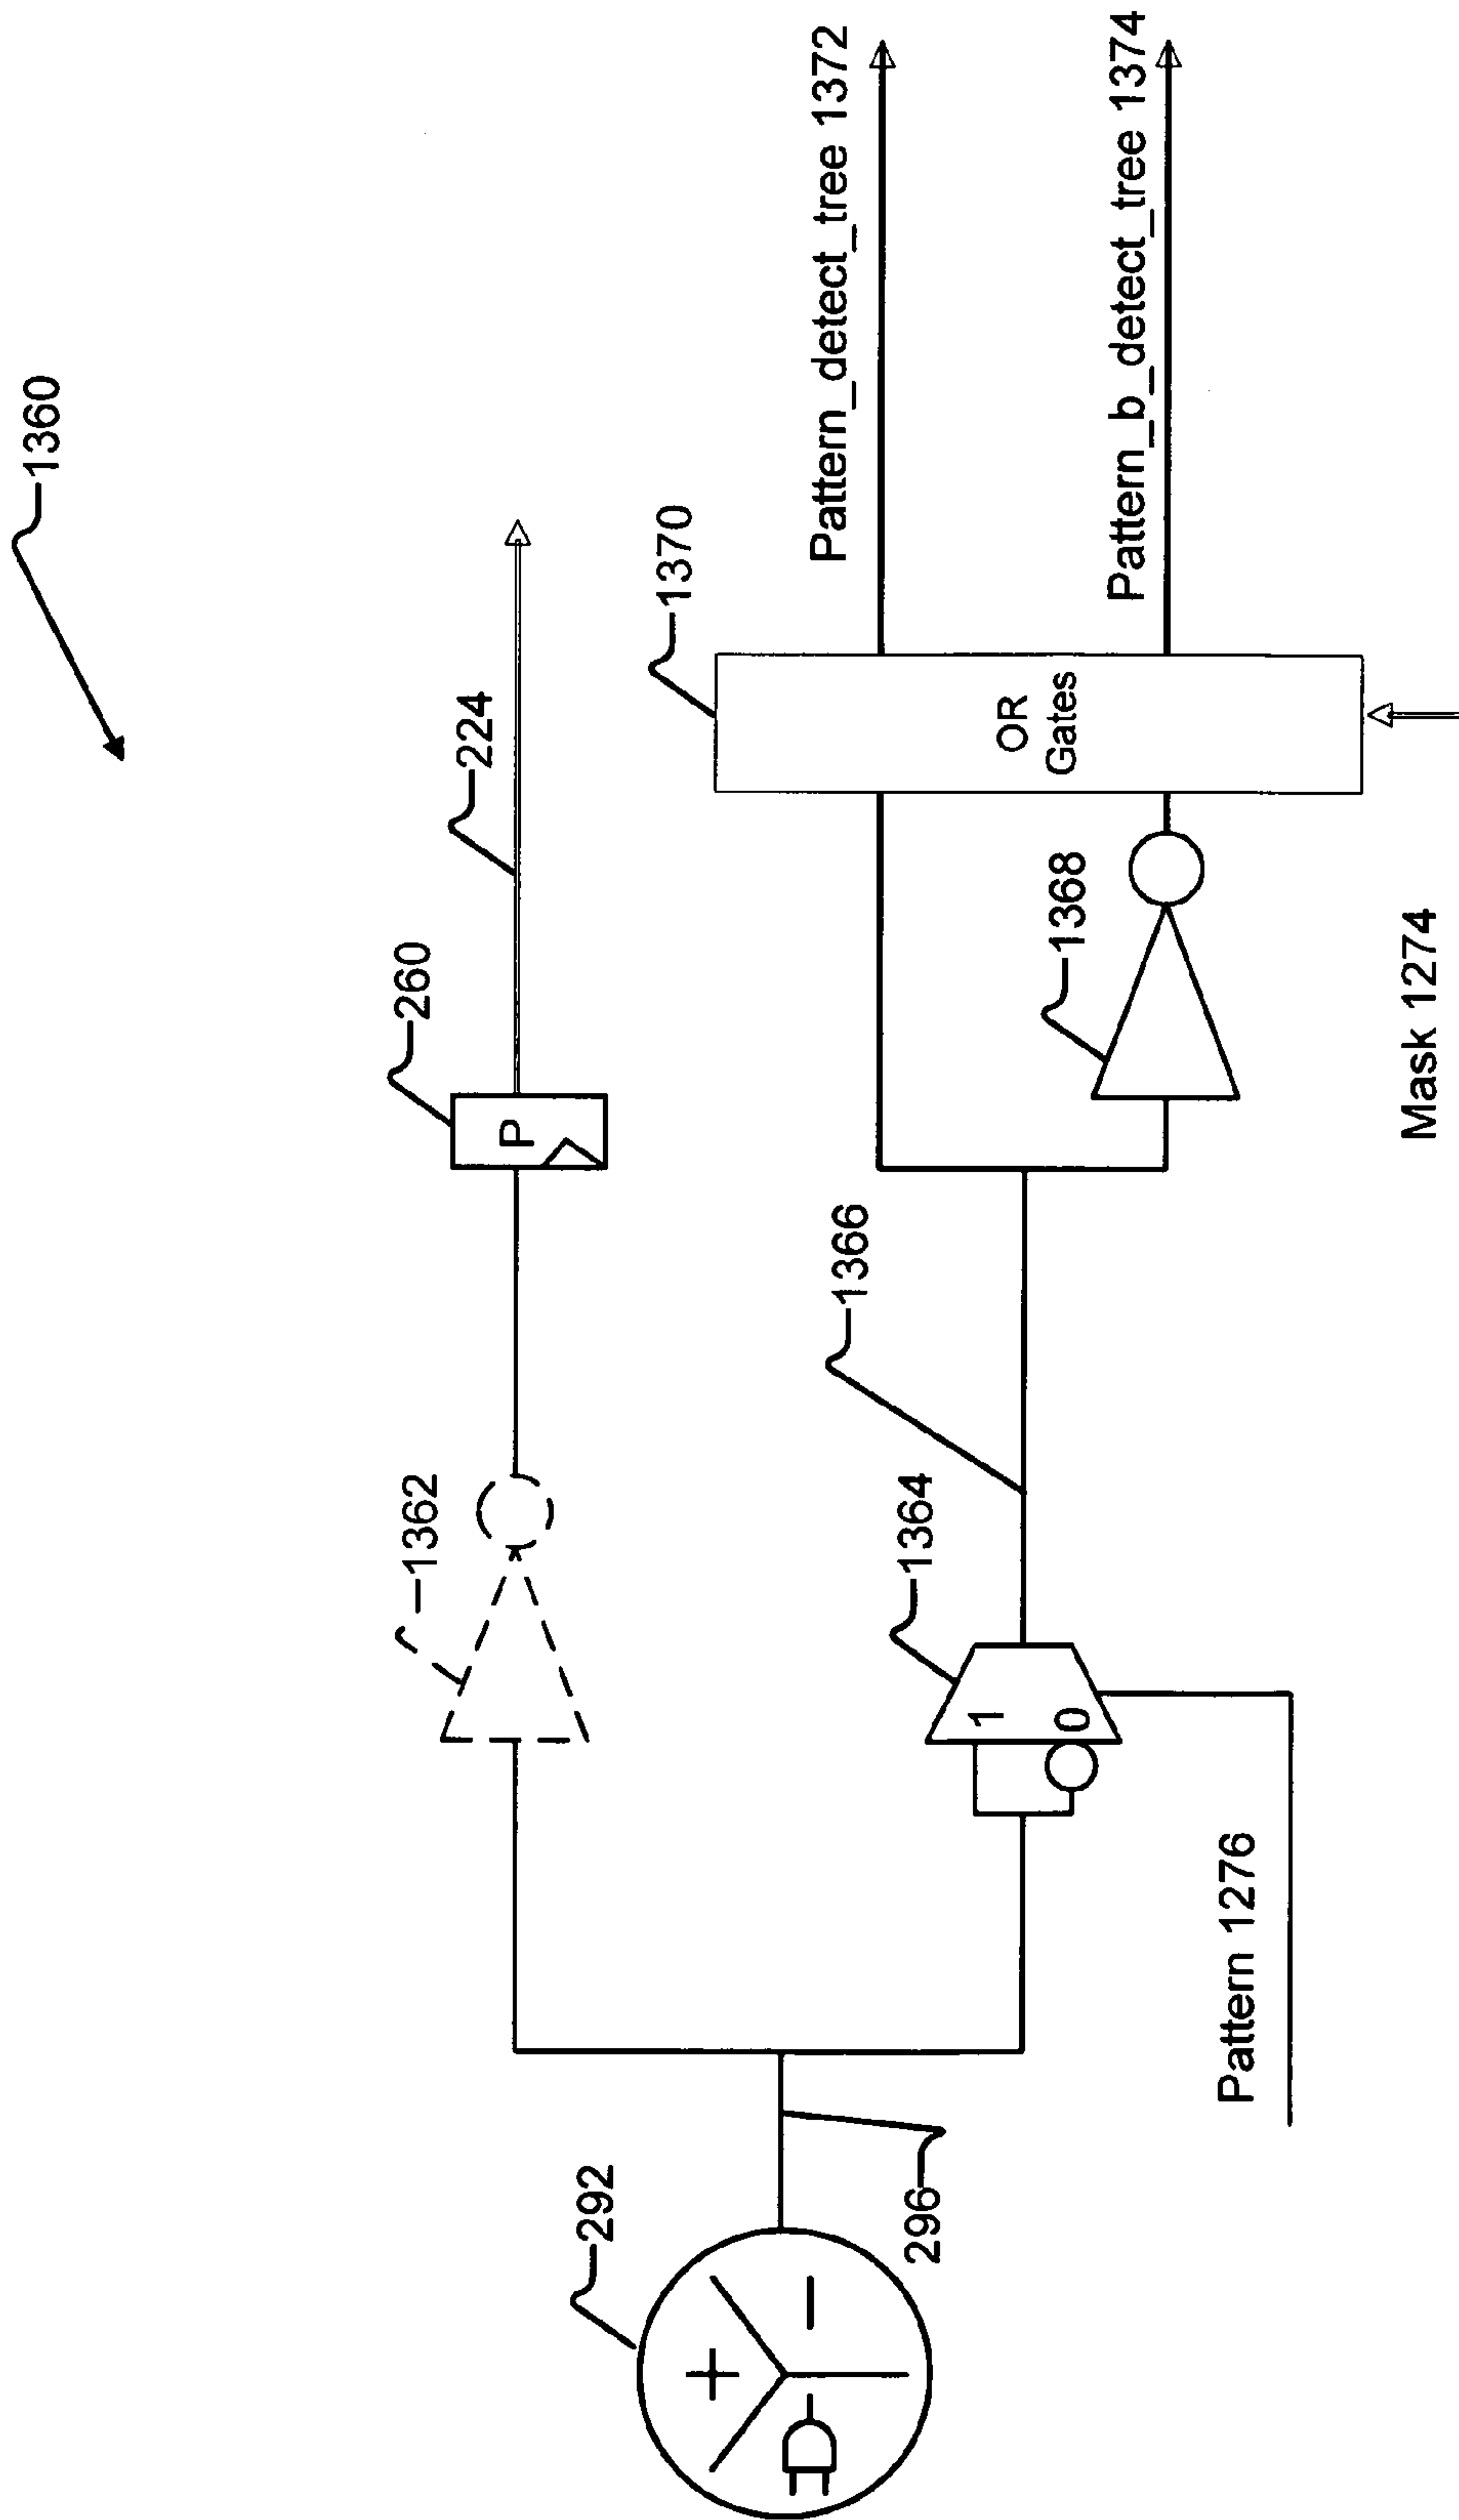 1360
292
296
1362
260
P
224
1364
1
0
1366
Pattern 1276
1368
1370
OR
Gates
Mask 1274
Pattern_detect_tree 1372
Pattern_b_detect_tree 1374